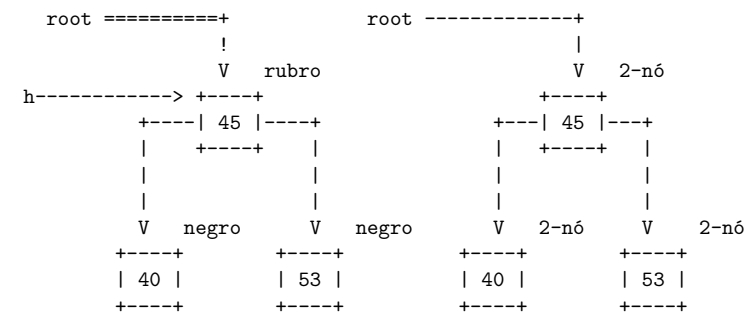 root ==========+ root -------------+
! |
V rubro V 2-nó
h------------> +----+ +----+
+----| 45 |----+ +---| 45 |---+
| +----+ | | +----+ |
| | | |
| | | |
V negro V negro V 2-nó V 2-nó
+----+ +----+ +----+ +----+
| 40 | | 53 | | 40 | | 53 |
+----+ +----+ +----+ +----+